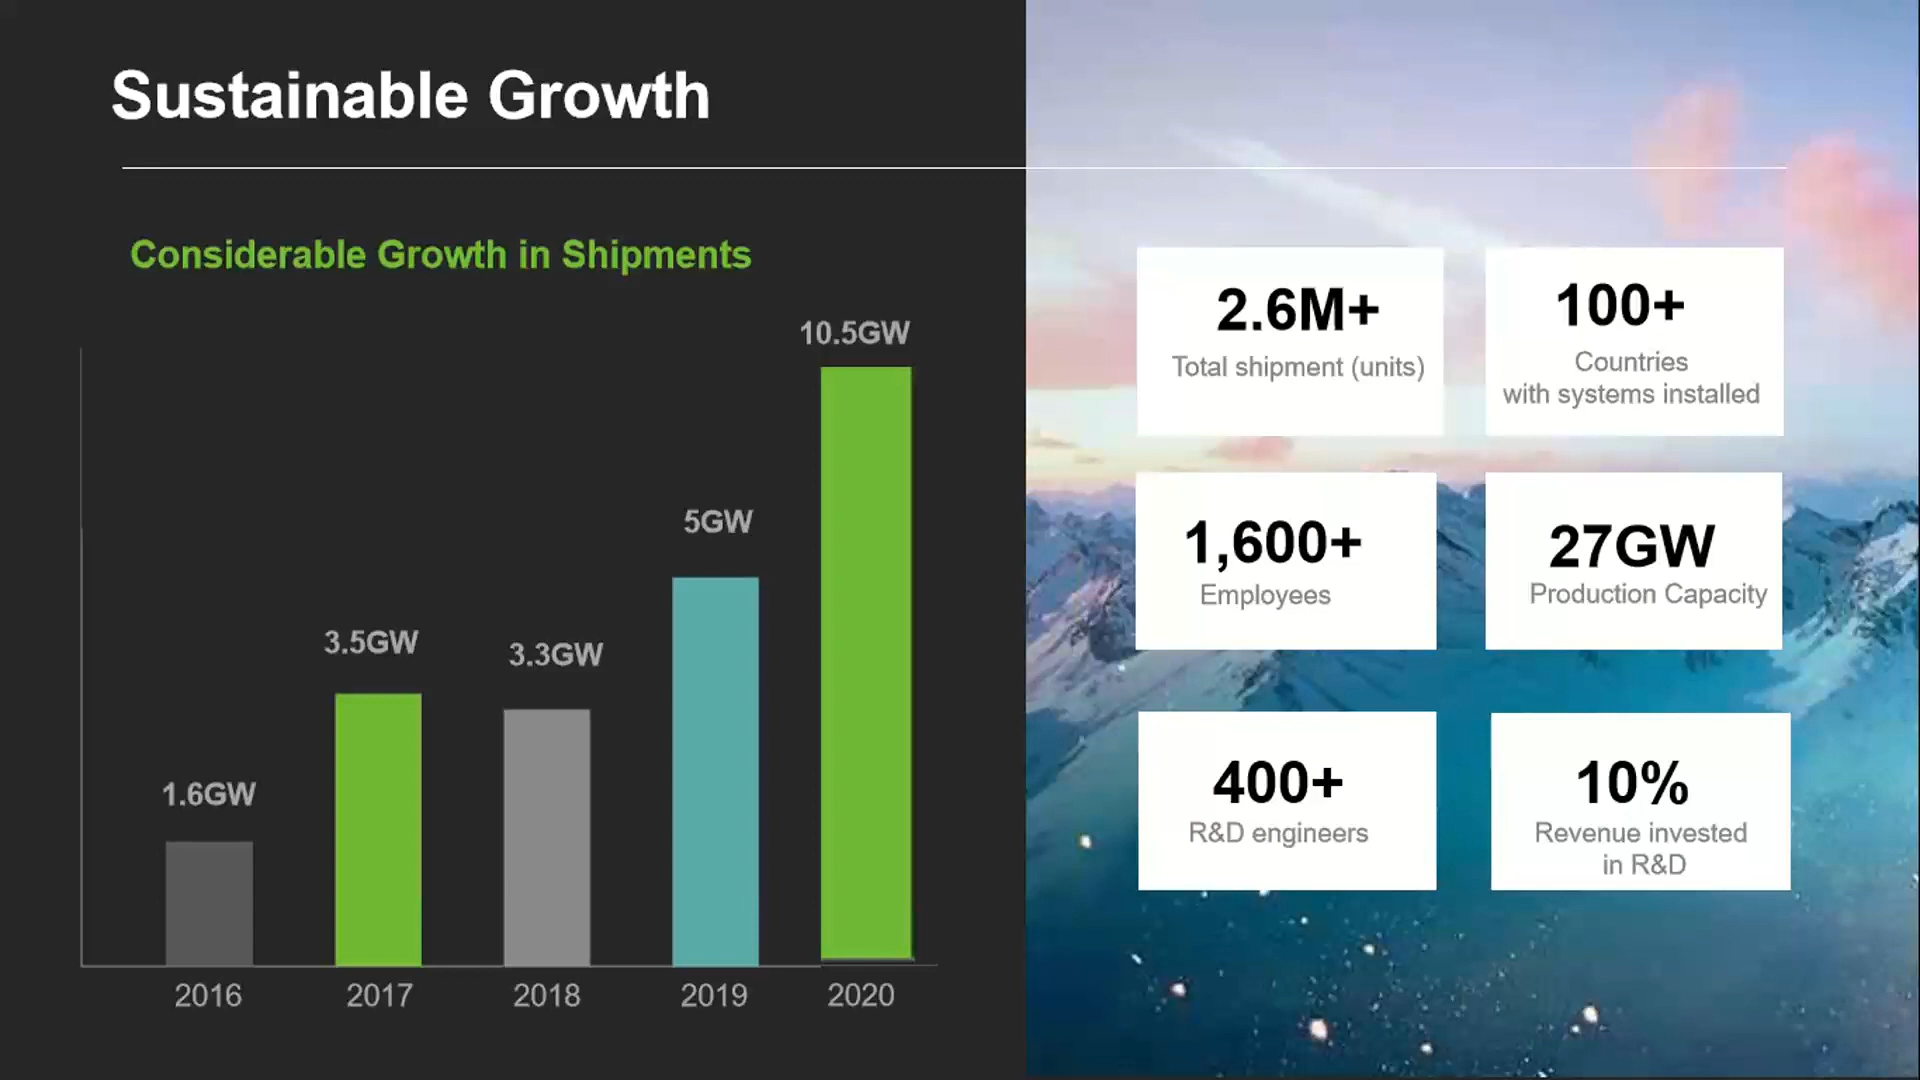 Sustainable Growth
Considerable Growth in Shipments
1.6GW
3.5GW
3.3GW
5GW
10.5GW
2016
2017
2018
2019
2020
2.6M+
Total shipment (units)
100+
Countries
with systems installed
1,600+
Employees
27GW
Production Capacity
400+
R&D engineers
10%
Revenue invested
in R&D